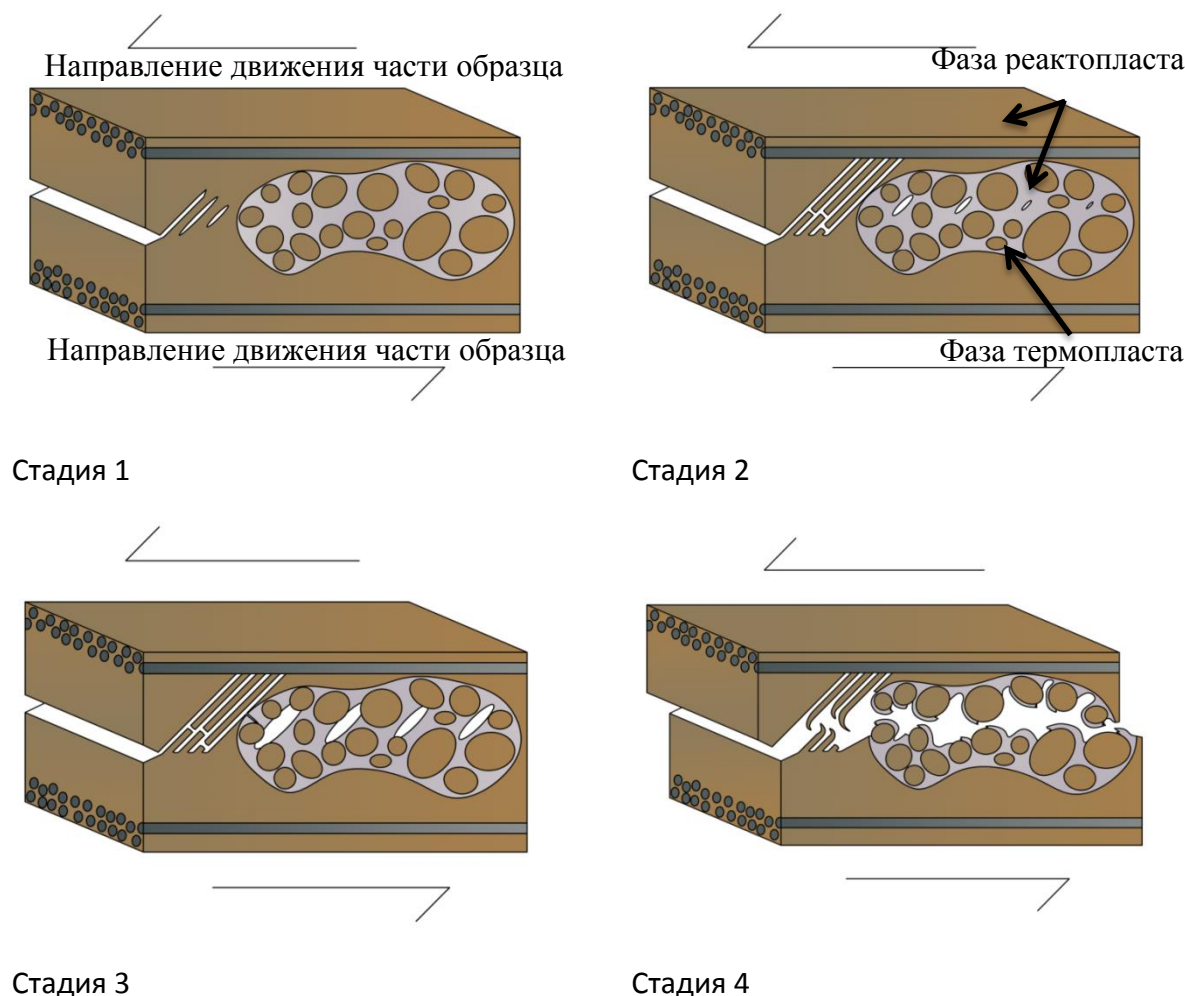 Направление движения части образца
Фаза реактопласта
Направление движения части образца
Фаза термопласта
Стадия 1
Стадия 2
Стадия 3
Стадия 4